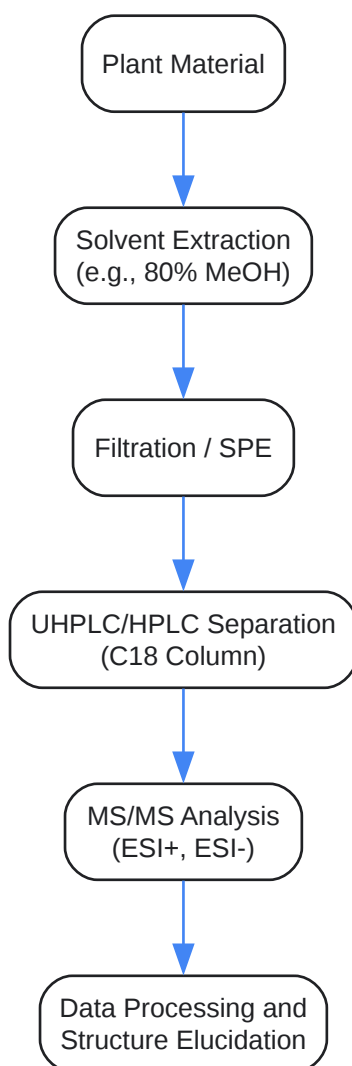 Plant Material
Solvent Extraction
(e.g., 80% MeOH)
Filtration / SPE
UHPLC/HPLC Separation
(C18 Column)
MS/MS Analysis
(ESI+, ESI-)
Data Processing and
Structure Elucidation